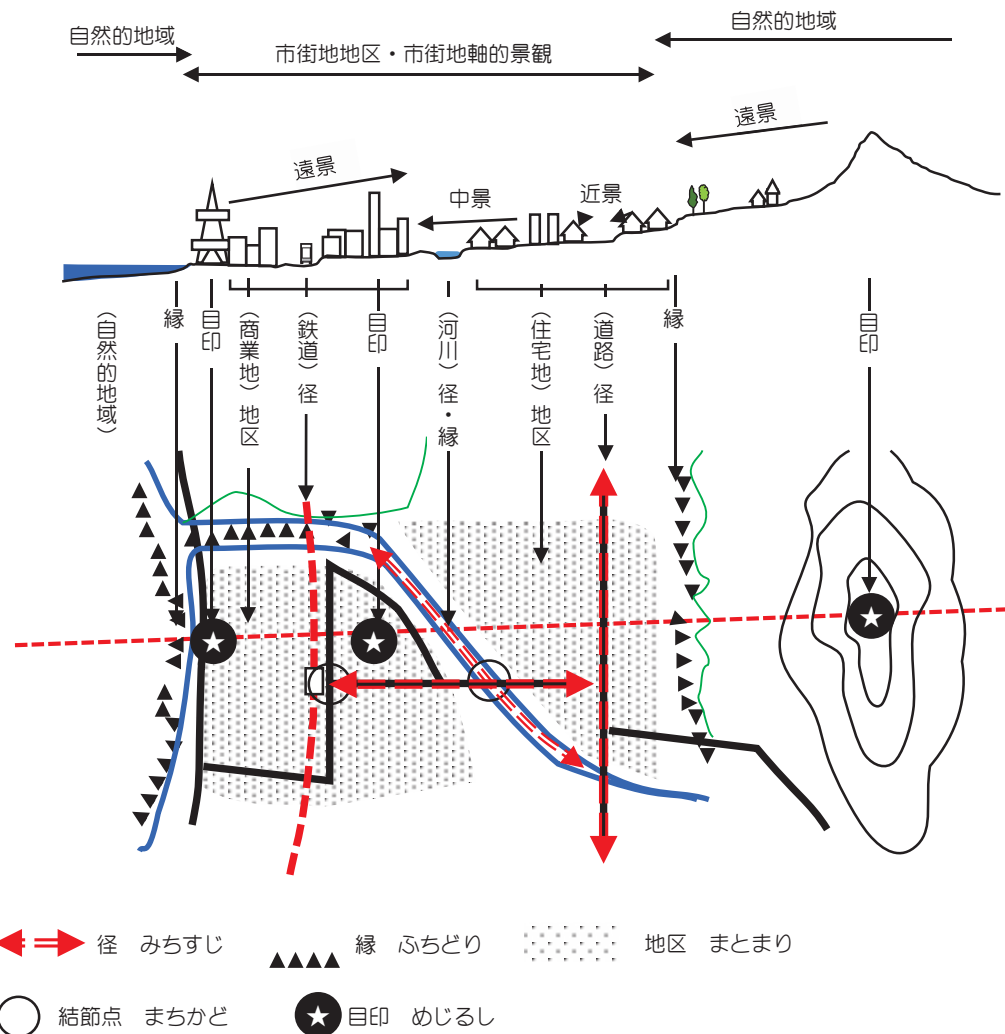 自然的地域
自然的地域
市街地地区・市街地軸的景観
遠景
遠景
中景
近景
（自然的地域）
縁
目印
（商業地）地区
（鉄道）径
目印
（河川）径・縁
（住宅地）地区
（道路）径
縁
目印
径　みちすじ
縁　ふちどり
地区　まとまり
結節点　まちかど
目印　めじるし